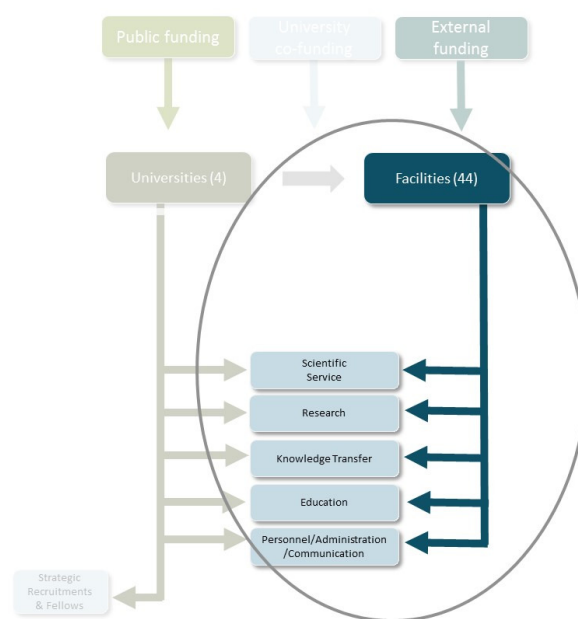 Public funding
University
co-funding
External
funding
Universities (4)
Facilities (44)
Scientific
Service
Research
Knowledge Transfer
Education
Personnel/Administration
/Communication
Strategic
Recruitments
& Fellows